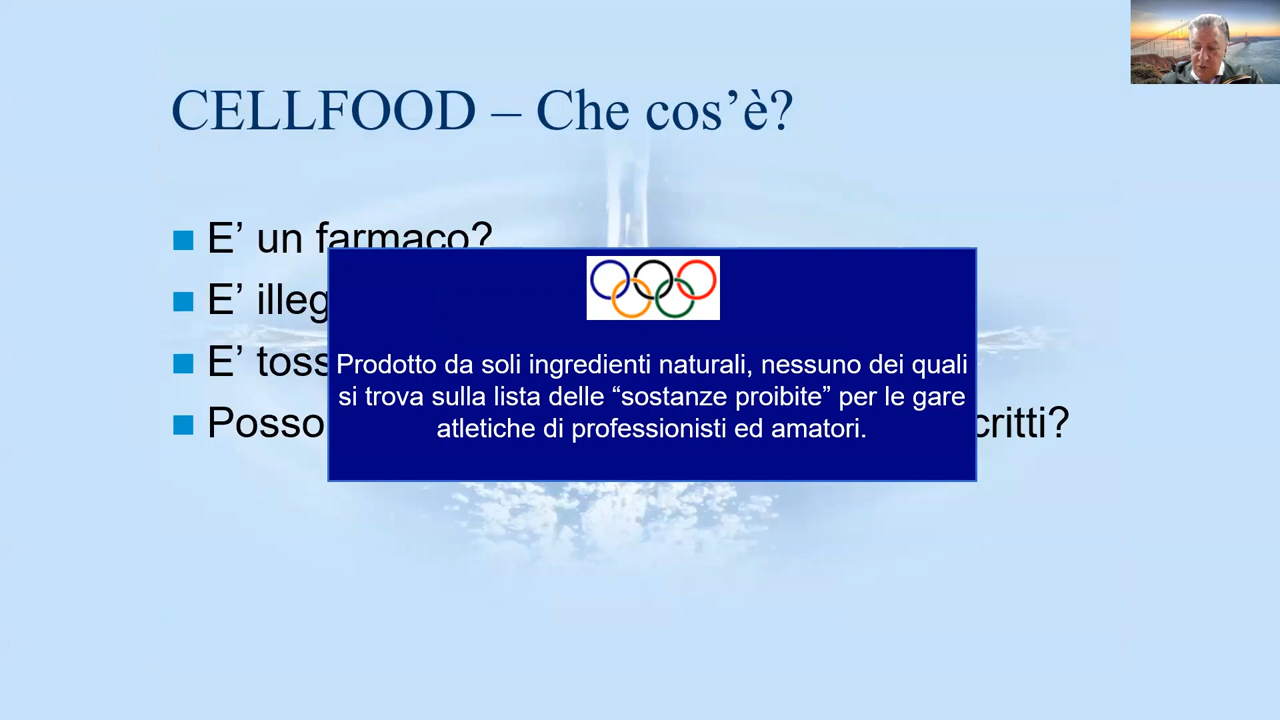 CELLFOOD – Che cos’è?
E’ un farmaco?
E’ illeg
E’ toss
Posso critti?
Prodotto da soli ingredienti naturali, nessuno dei quali
si trova sulla lista delle “sostanze proibite” per le gare
atletiche di professionisti ed amatori.